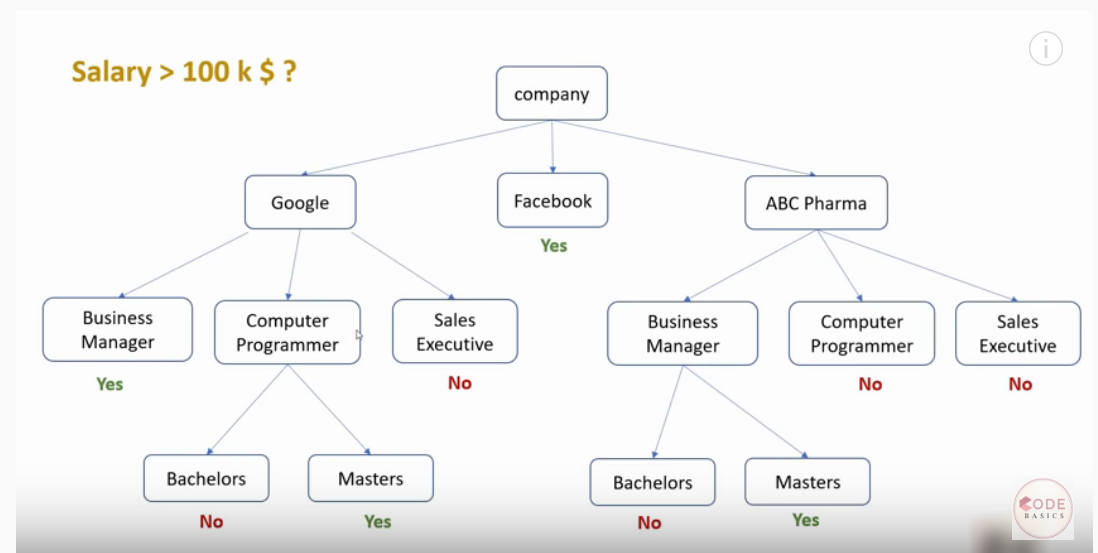 Salary > 100 k $ ?
company
Google
Facebook
ABC Pharma
Yes
Business
Manager
Computer
Programmer
Sales
Executive
Business
Manager
Computer
Programmer
Sales
Executive
Yes
No
No
No
Bachelors
Masters
Bachelors
Masters
No
Yes
No
Yes
CODE
BASICS